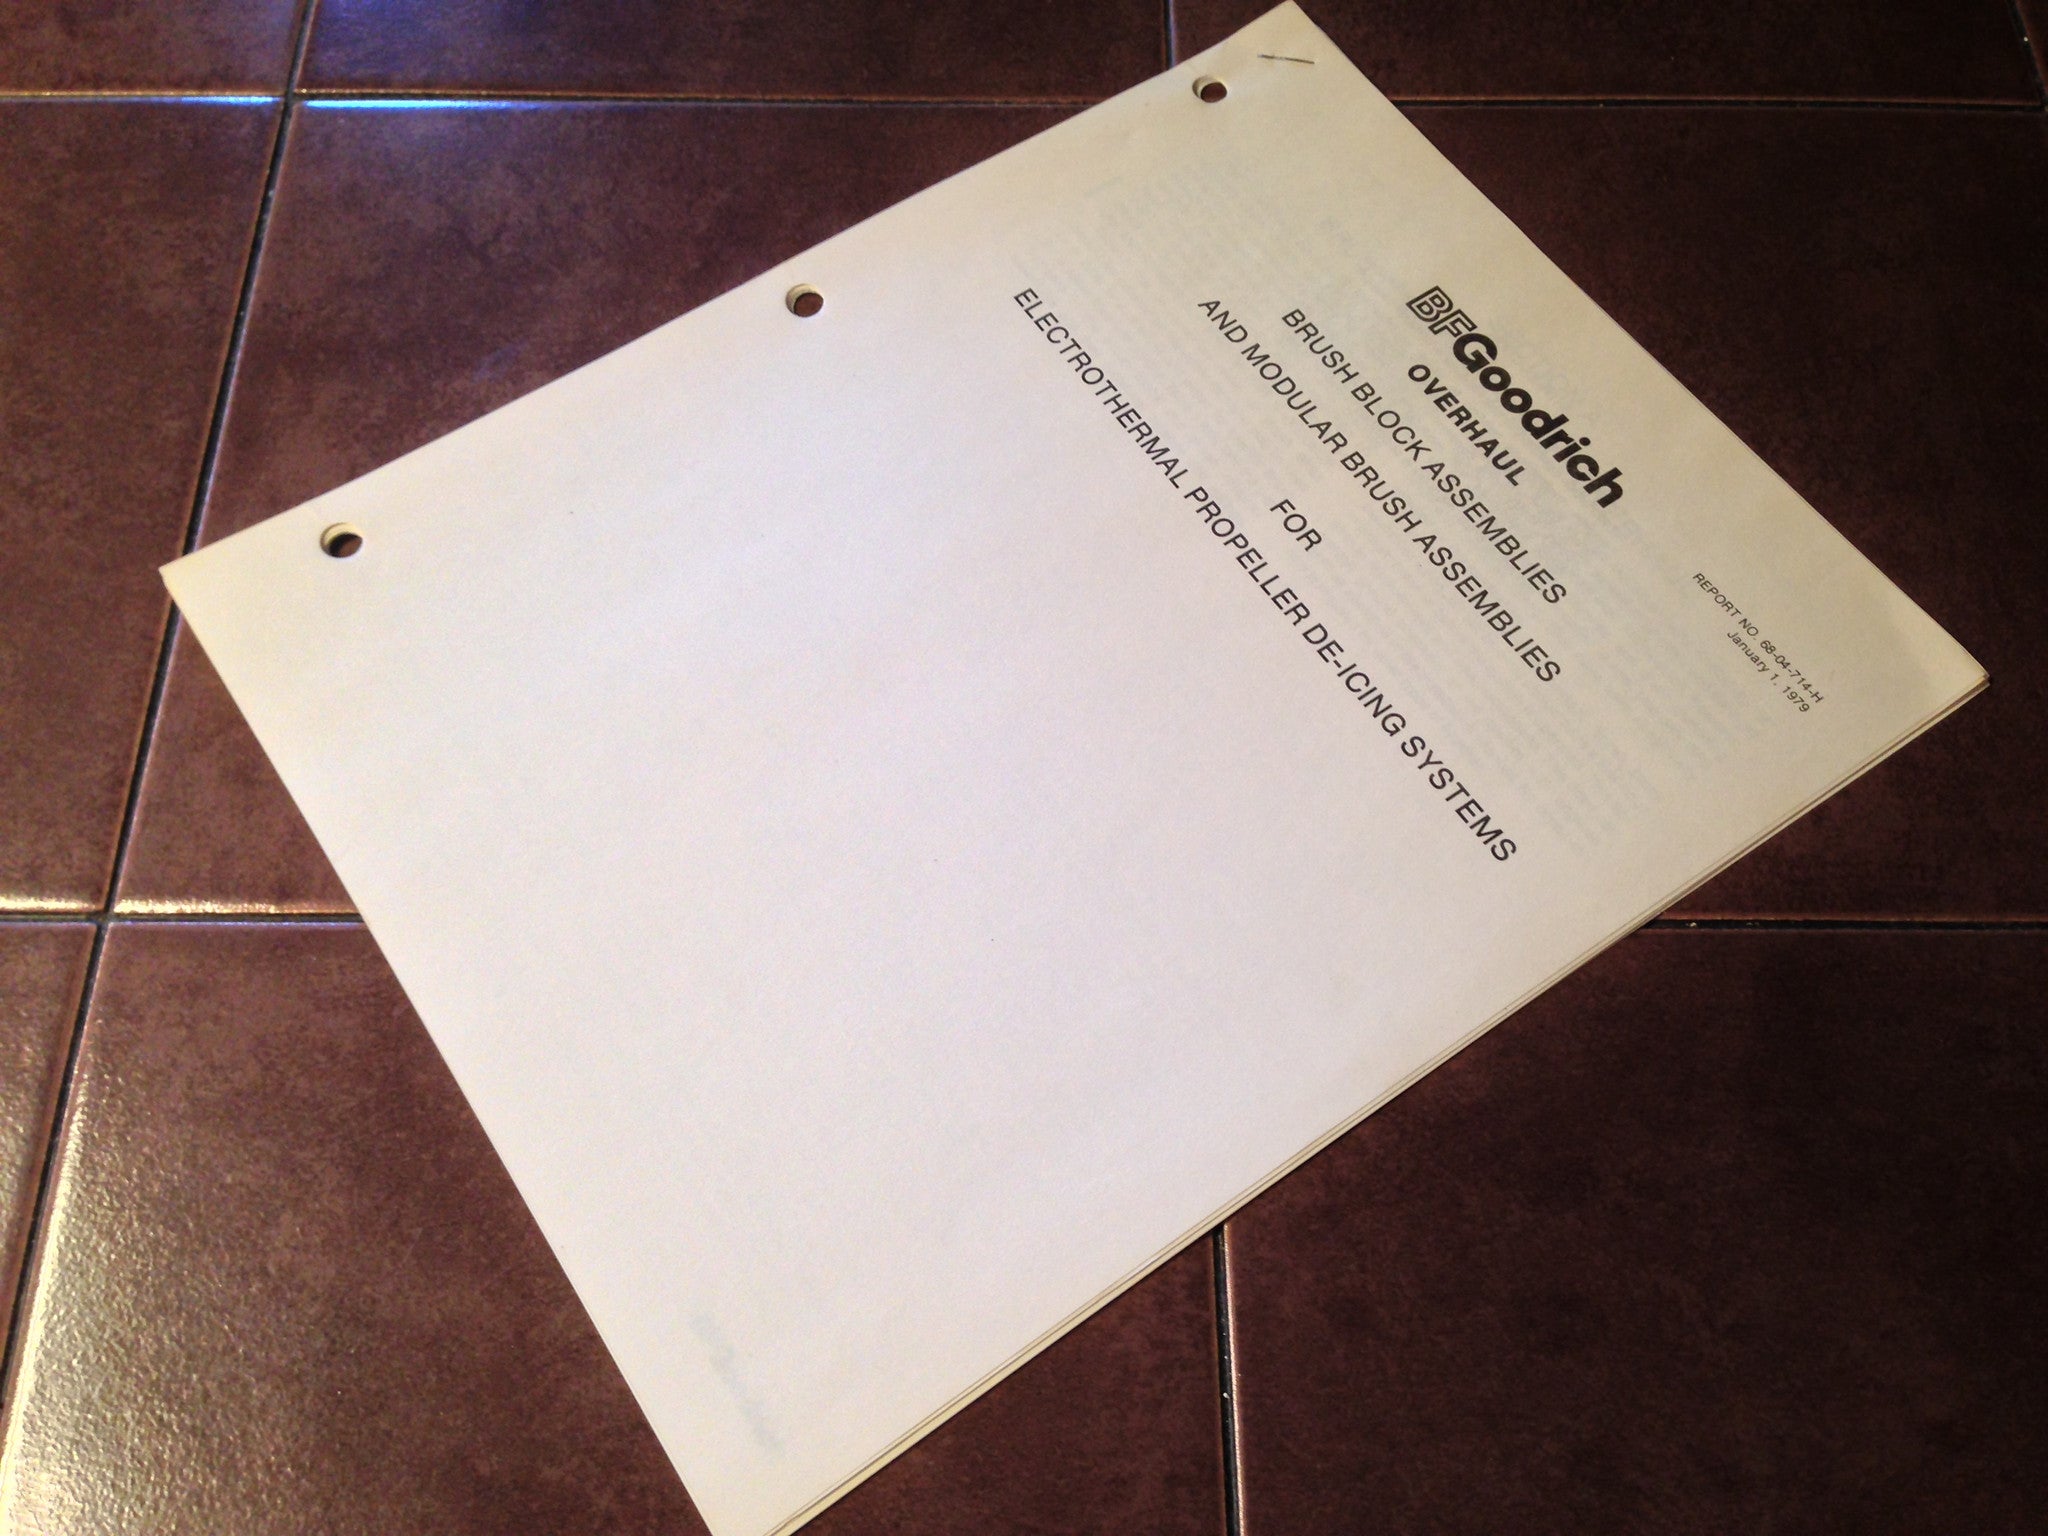 REPORT NO. 68-04-714-H
January 1, 1979
BFGoodrich
OVERHAUL
BRUSH BLOCK ASSEMBLIES
AND MODULAR BRUSH ASSEMBLIES
FOR
ELECTROTHERMAL PROPELLER DE-ICING SYSTEMS